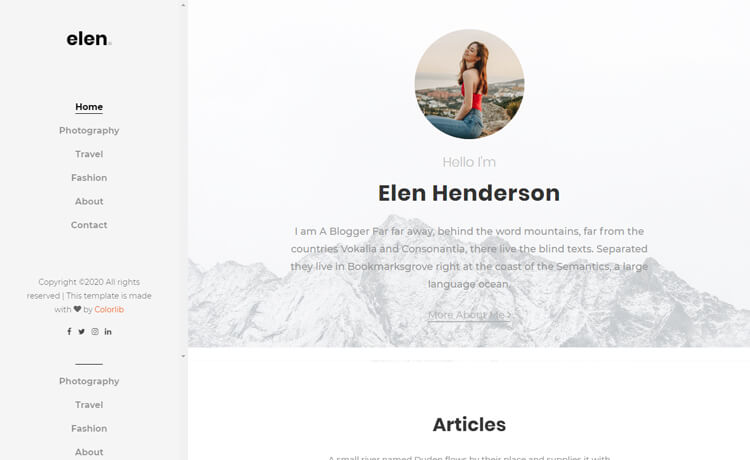 elen.
Home
Photography
Travel
Fashion
About
Contact
Copyright ©2020 All rights
reserved | This template is made
with ❤ by Colorlib
Photography
Travel
Fashion
About
Hello I'm
Elen Henderson
I am A Blogger Far far away, behind the word mountains, far from the
countries Vokalia and Consonantia, there live the blind texts. Separated
they live in Bookmarksgrove right at the coast of the Semantics, a large
language ocean.
More About Me >
Articles
A small river named Duden flows by their place and supplies it with